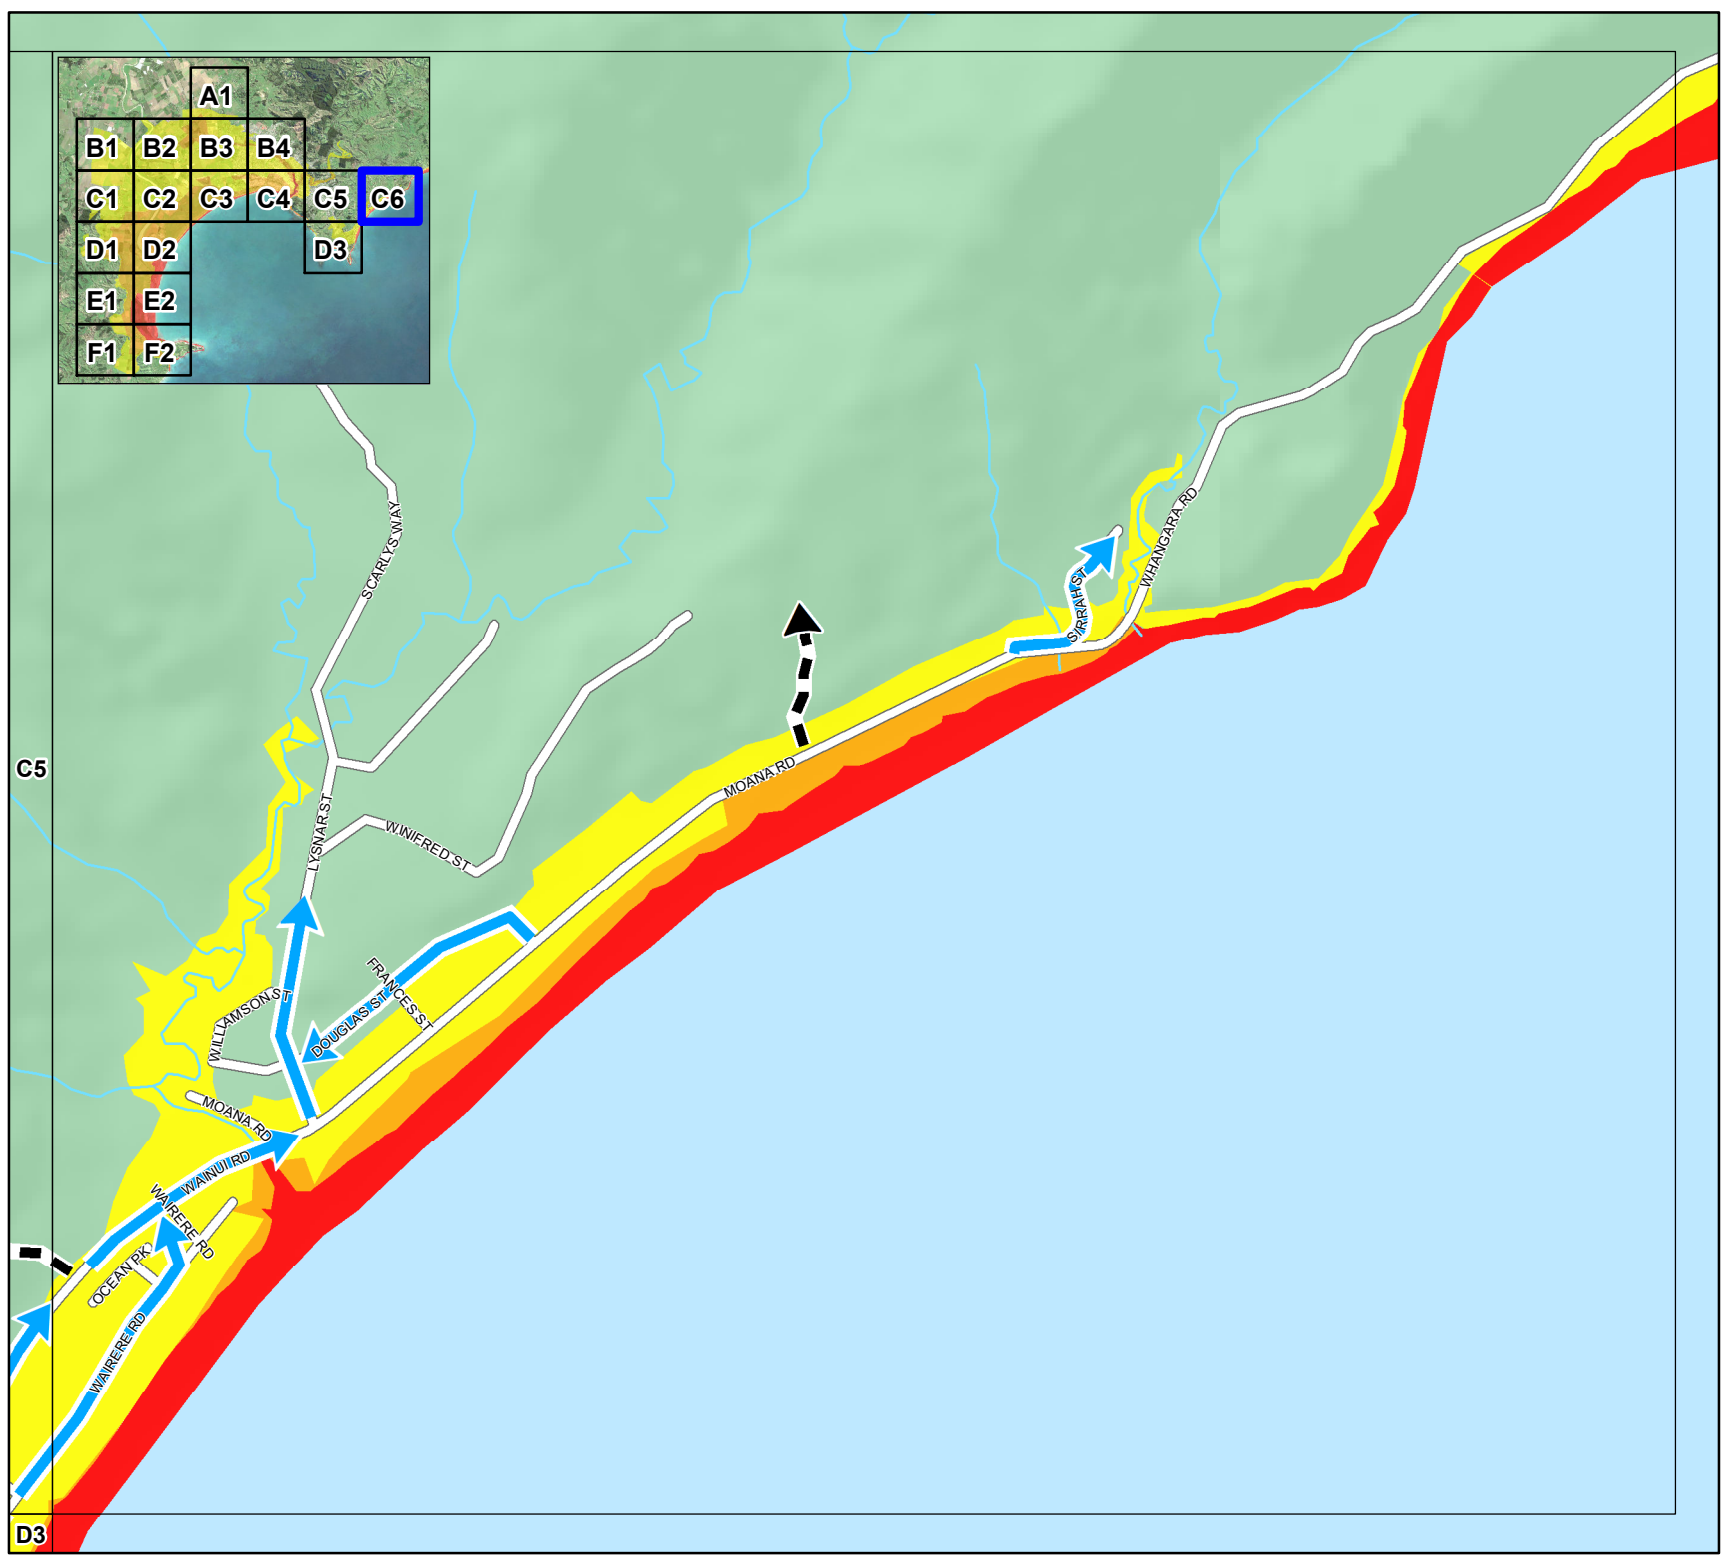 A1
B1 B2 B3 B4
C1 C2 C3 C4 C5 C6
D1 D2 D3
E1 E2
F1 F2
SCARLYS WAY
WHANGARA RD
SIRRAH ST
C5
MOANA RD
LYSNAR ST
WINIFRED ST
FRANCES ST
WILLIAMSON ST
DOUGLAS ST
MOANA RD
WAINUI RD
WAIRERE RD
OCEAN PK
WAIRERE RD
D3